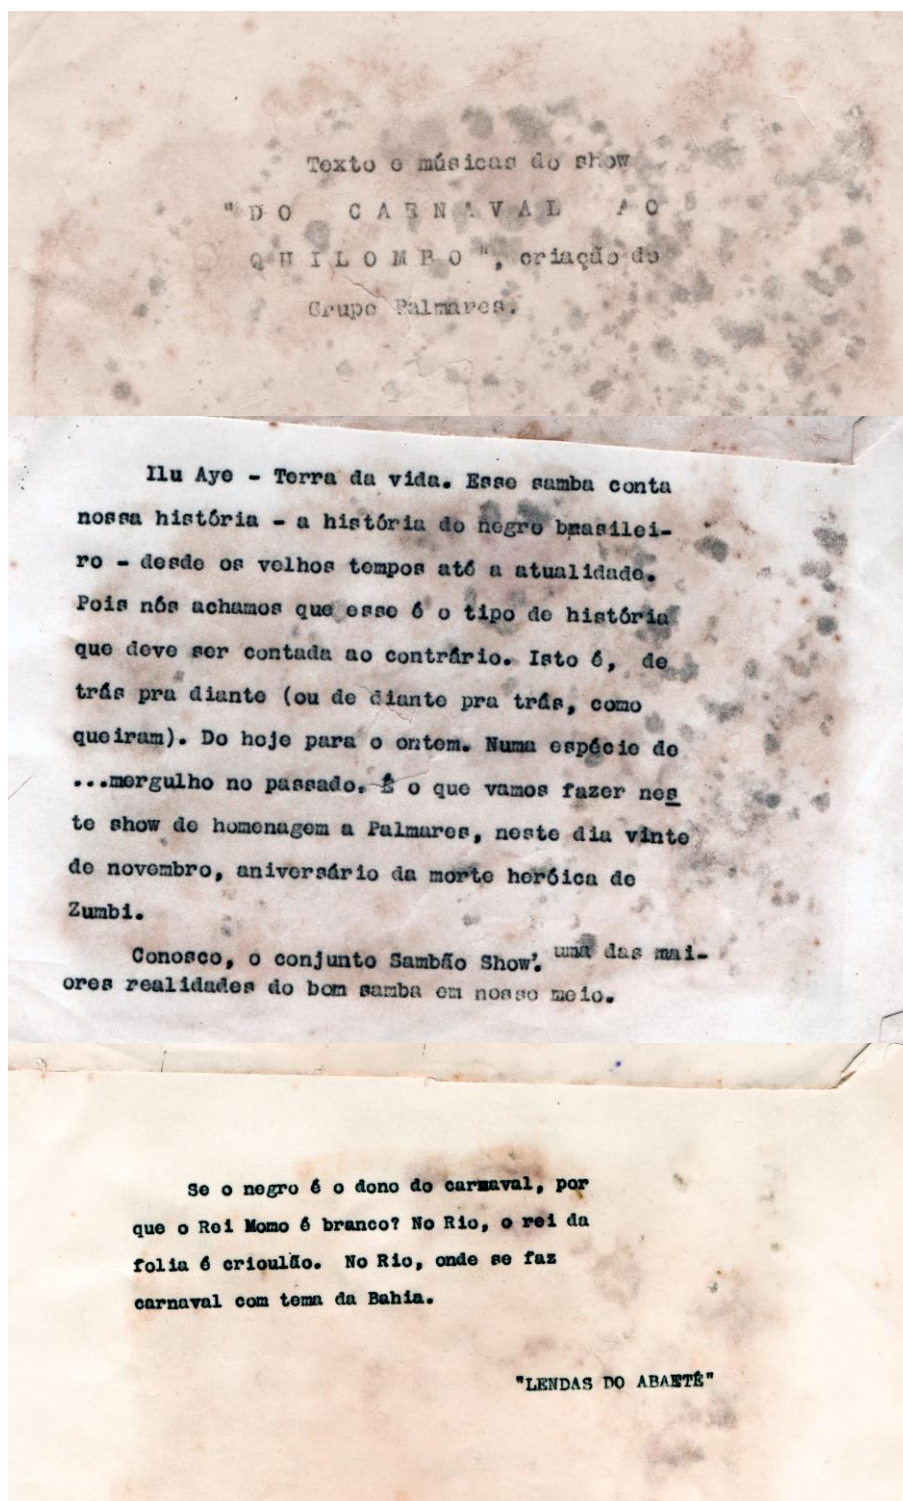 Texto e músicas do show
"DO CARNAVAL AO
QUILOMBO", criação do
Grupo Palmares.
Ilu Aye - Terra da vida. Esse samba conta
nossa história - a história do negro brasilei-
ro - desde os velhos tempos até a atualidade.
Pois nós achamos que esse é o tipo de história
que deve ser contada ao contrário. Isto é, de
trás pra diante (ou de diante pra trás, como
queiram). Do hoje para o ontem. Numa espécie de
...mergulho no passado. É o que vamos fazer nes
te show de homenagem a Palmares, neste dia vinte
de novembro, aniversário da morte heróica de
Zumbi.
Conosco, o conjunto Sambão Show'. uma das mai-
ores realidades do bom samba em nosso meio.
Se o negro é o dono do carnaval, por
que o Rei Momo é branco? No Rio, o rei da
folia é crioulão. No Rio, onde se faz
carnaval com tema da Bahia.
"LENDAS DO ABAETÉ"